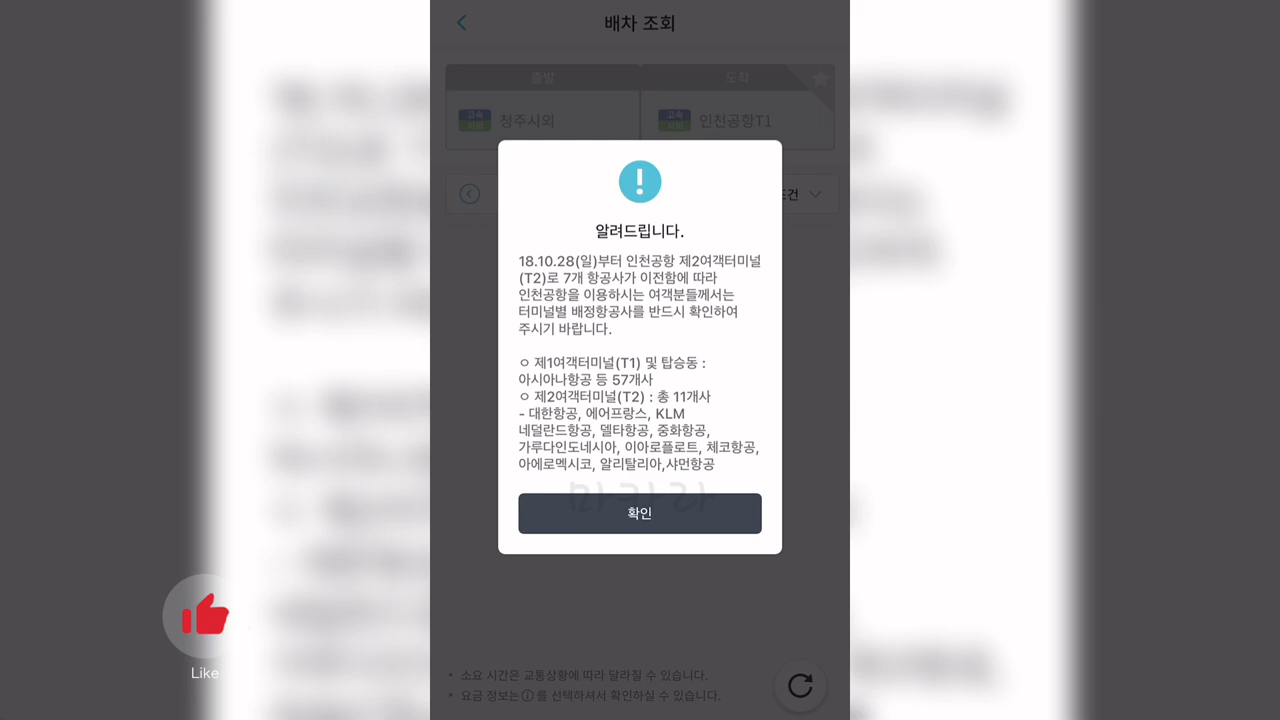 배차 조회
출발
도착
고속
청주시외
고속
인천공항T1
조건
알려드립니다.
18.10.28(일)부터 인천공항 제2여객터미널
(T2)로 7개 항공사가 이전함에 따라
인천공항을 이용하시는 여객분들께서는
터미널별 배정항공사를 반드시 확인하여
주시기 바랍니다.
ㅇ 제1여객터미널(T1) 및 탑승동 :
아시아나항공 등 57개사
ㅇ 제2여객터미널(T2) : 총 11개사
- 대한항공, 에어프랑스, KLM
네덜란드항공, 델타항공, 중화항공,
가루다인도네시아, 이아로플로트, 체코항공,
아에로멕시코, 알리탈리아,샤먼항공
확인
Like
• 소요 시간은 교통상황에 따라 달라질 수 있습니다.
• 요금 정보는ⓘ를 선택하셔서 확인하실 수 있습니다.